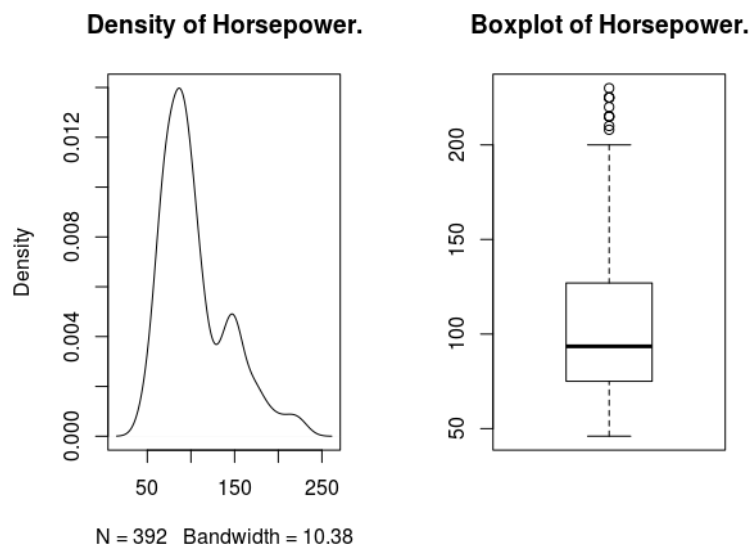 Density of Horsepower.
Density
0.000
0.004
0.008
0.012
50
150
250
N = 392 Bandwidth = 10.38
Boxplot of Horsepower.
50
100
150
200